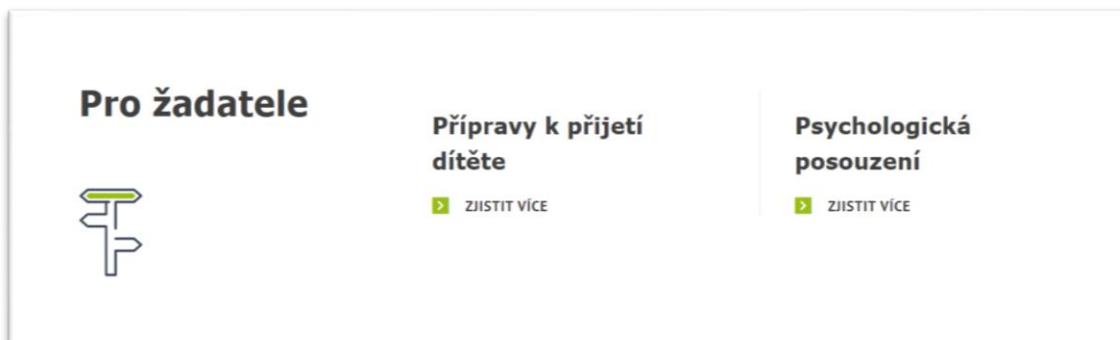 Pro žadatele
Přípravy k přijetí
dítěte
ZJISTIT VÍCE
Psychologická
posouzení
ZJISTIT VÍCE